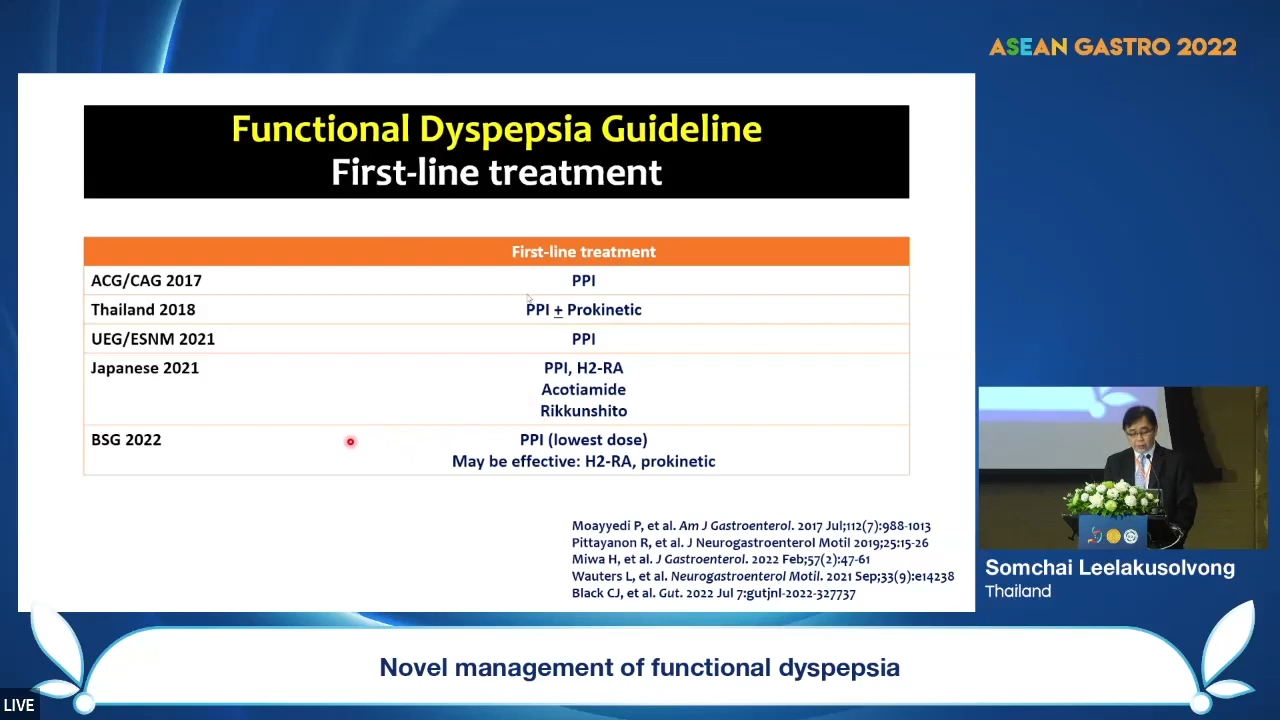 ASEAN GASTRO 2022
Functional Dyspepsia Guideline
First-line treatment
First-line treatment
ACG/CAG 2017 PPI
Thailand 2018 PPI + Prokinetic
UEG/ESNM 2021 PPI
Japanese 2021 PPI, H2-RA
Acotiamide
Rikkunshito
BSG 2022 PPI (lowest dose)
May be effective: H2-RA, prokinetic
Moayyedi P, et al. Am J Gastroenterol. 2017 Jul;112(7):988-1013
Pittayanon R, et al. J Neurogastroenterol Motil 2019;25:15-26
Miwa H, et al. J Gastroenterol. 2022 Feb;57(2):47-61
Wauters L, et al. Neurogastroenterol Motil. 2021 Sep;33(9):e14238
Black CJ, et al. Gut. 2022 Jul 7:gutjnl-2022-327737
Somchai Leelakusolvong
Thailand
Novel management of functional dyspepsia
LIVE